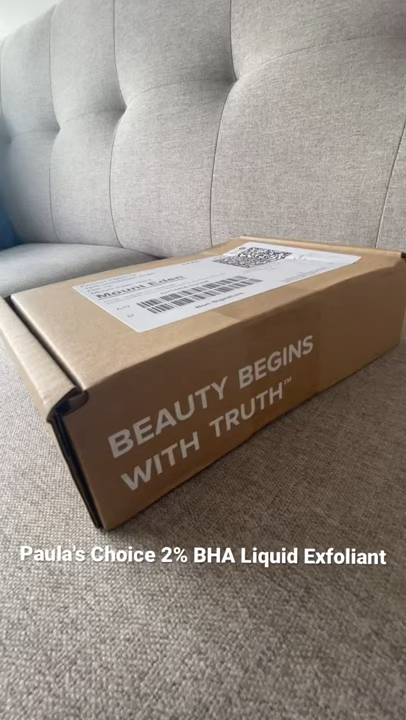 Mount Eden
BEAUTY BEGINS
WITH TRUTH™
Paula's Choice 2% BHA Liquid Exfoliant